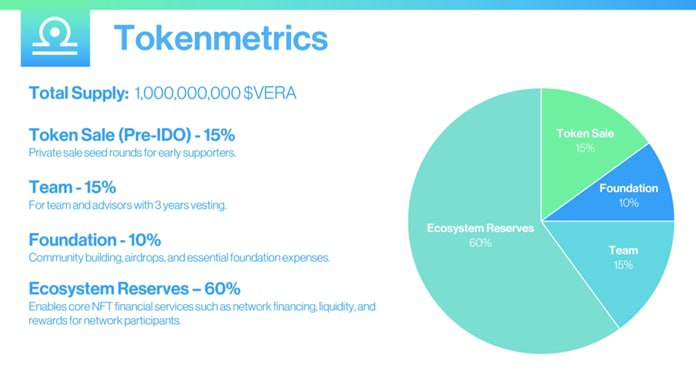 Tokenmetrics
Total Supply: 1,000,000,000 $VERA
Token Sale (Pre-IDO) - 15%
Private sale seed rounds for early supporters.
Team - 15%
For team and advisors with 3 years vesting.
Foundation - 10%
Community building, airdrops, and essential foundation expenses.
Ecosystem Reserves – 60%
Enables core NFT financial services such as network financing, liquidity, and
rewards for network participants.
Token Sale
15%
Foundation
10%
Ecosystem Reserves
60%
Team
15%